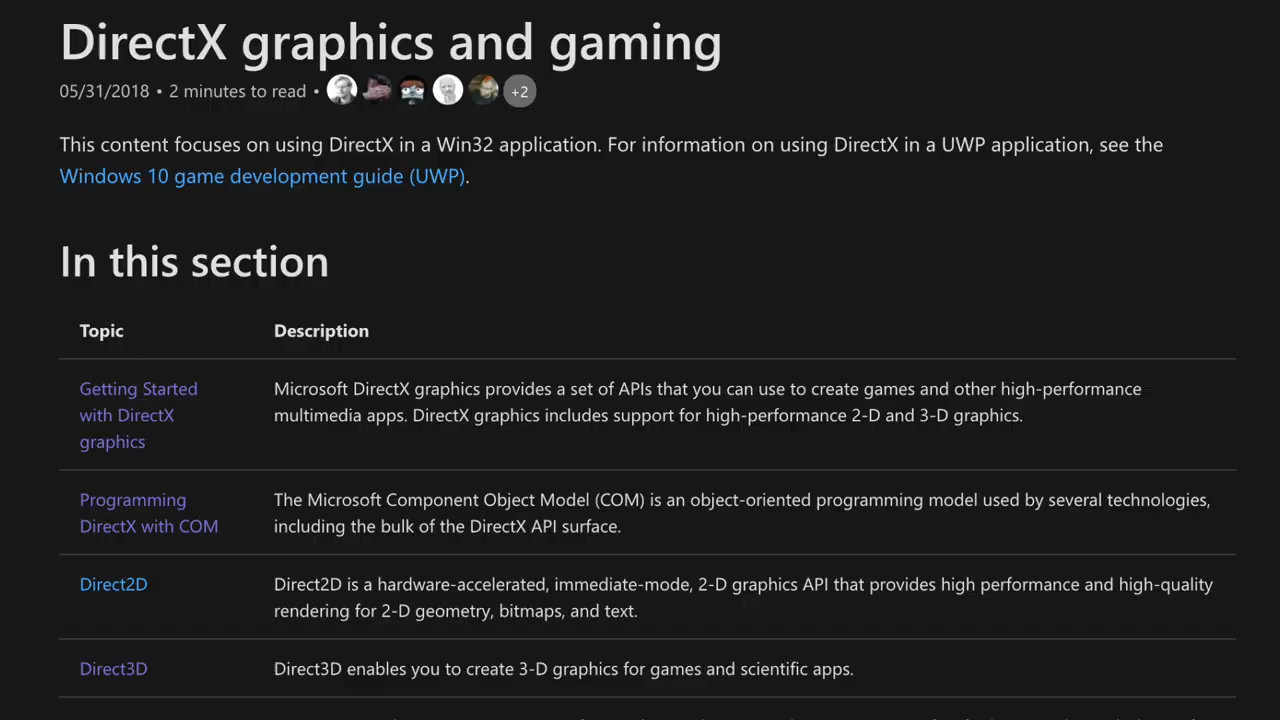 DirectX graphics and gaming
05/31/2018 • 2 minutes to read • +2
This content focuses on using DirectX in a Win32 application. For information on using DirectX in a UWP application, see the
Windows 10 game development guide (UWP).
In this section
Topic Description
Getting Started Microsoft DirectX graphics provides a set of APIs that you can use to create games and other high-performance
with DirectX multimedia apps. DirectX graphics includes support for high-performance 2-D and 3-D graphics.
graphics
Programming The Microsoft Component Object Model (COM) is an object-oriented programming model used by several technologies,
DirectX with COM including the bulk of the DirectX API surface.
Direct2D Direct2D is a hardware-accelerated, immediate-mode, 2-D graphics API that provides high performance and high-quality
rendering for 2-D geometry, bitmaps, and text.
Direct3D Direct3D enables you to create 3-D graphics for games and scientific apps.